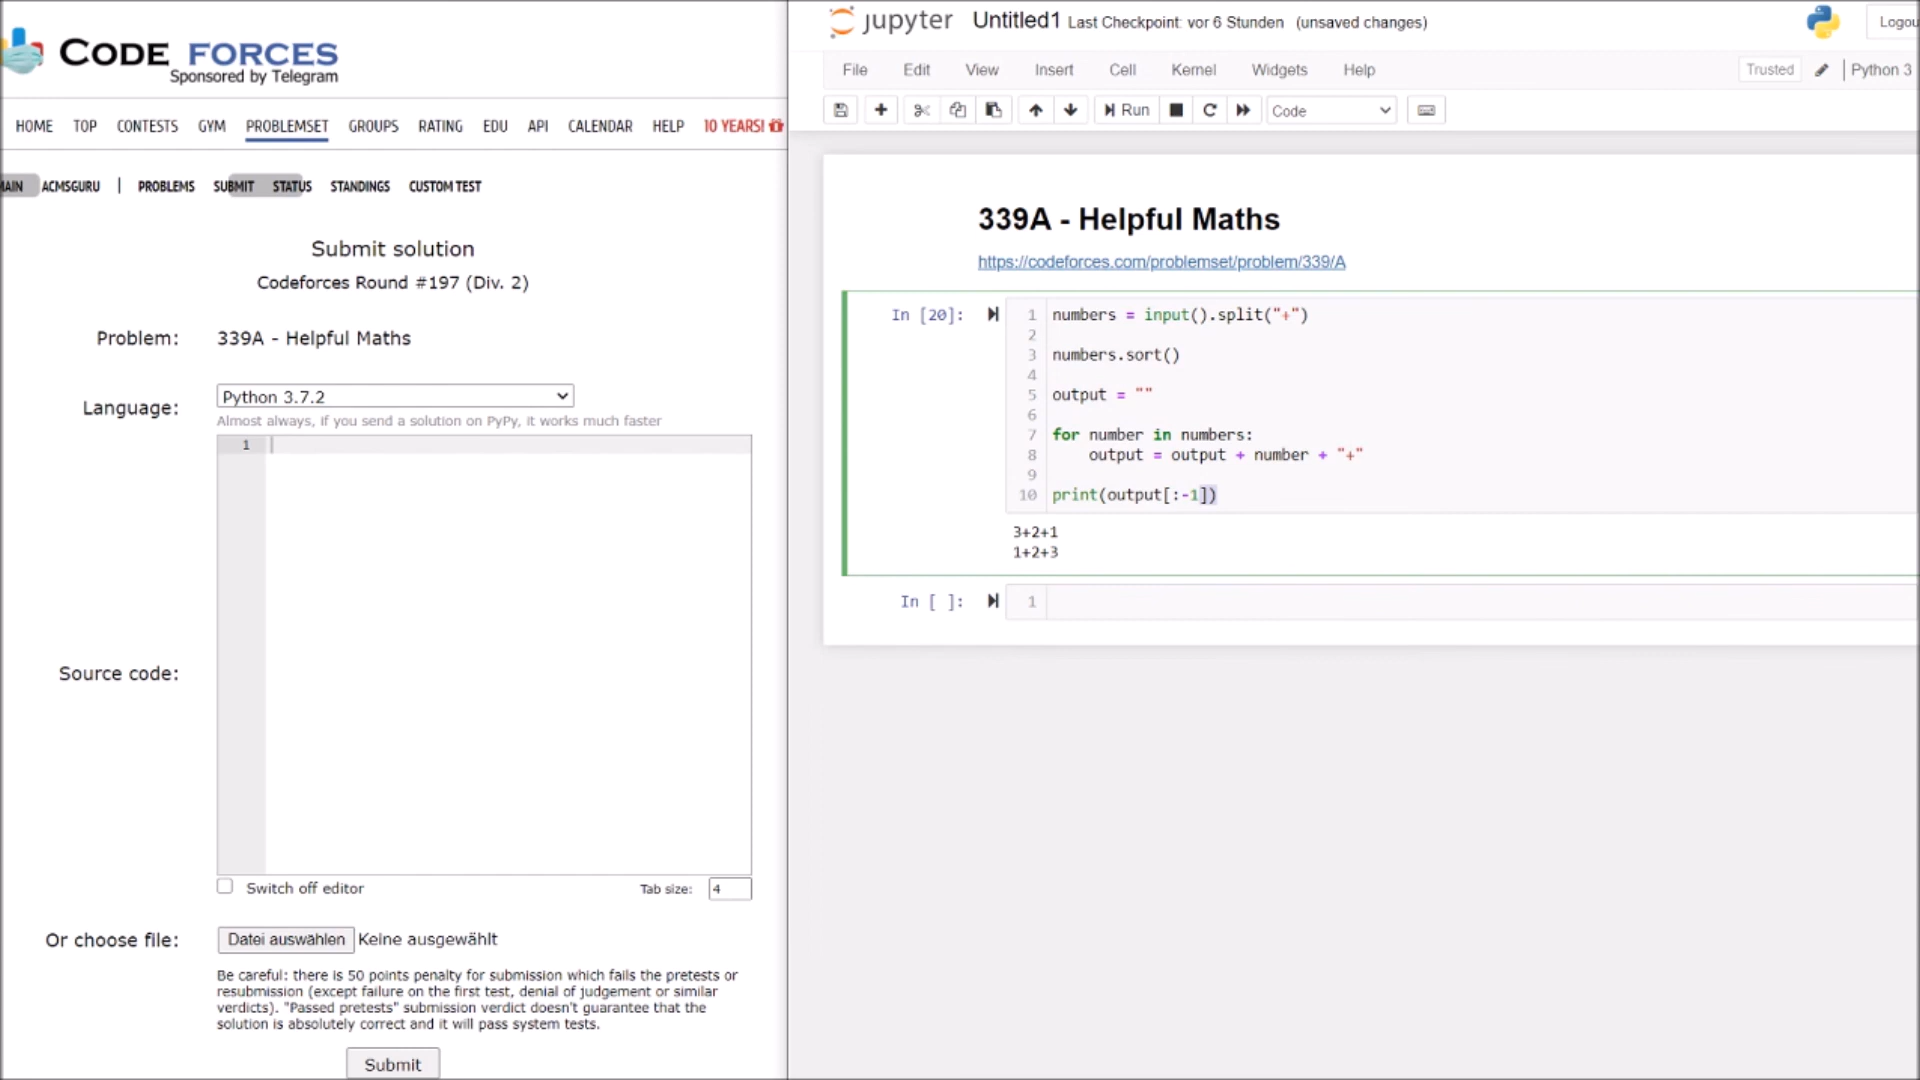 CODE FORCES
Sponsored by Telegram
HOME TOP CONTESTS GYM PROBLEMSET GROUPS RATING EDU API CALENDAR HELP 10 YEARS!
MAIN ACMSGURU | PROBLEMS SUBMIT STATUS STANDINGS CUSTOM TEST
Submit solution
Codeforces Round #197 (Div. 2)
Problem: 339A - Helpful Maths
Language: Python 3.7.2
Almost always, if you send a solution on PyPy, it works much faster
1
Source code:
Switch off editor Tab size: 4
Or choose file: Datei auswählen Keine ausgewählt
Be careful: there is 50 points penalty for submission which fails the pretests or
resubmission (except failure on the first test, denial of judgement or similar
verdicts). "Passed pretests" submission verdict doesn't guarantee that the
solution is absolutely correct and it will pass system tests.
Submit
jupyter Untitled1 Last Checkpoint: vor 6 Stunden (unsaved changes) Logou
File Edit View Insert Cell Kernel Widgets Help Trusted Python 3
Run Code
339A - Helpful Maths
https://codeforces.com/problemset/problem/339/A
In [20]: 1 numbers = input().split("+")
2
3 numbers.sort()
4
5 output = ""
6
7 for number in numbers:
8     output = output + number + "+"
9
10 print(output[:-1])
3+2+1
1+2+3
In [ ]: 1